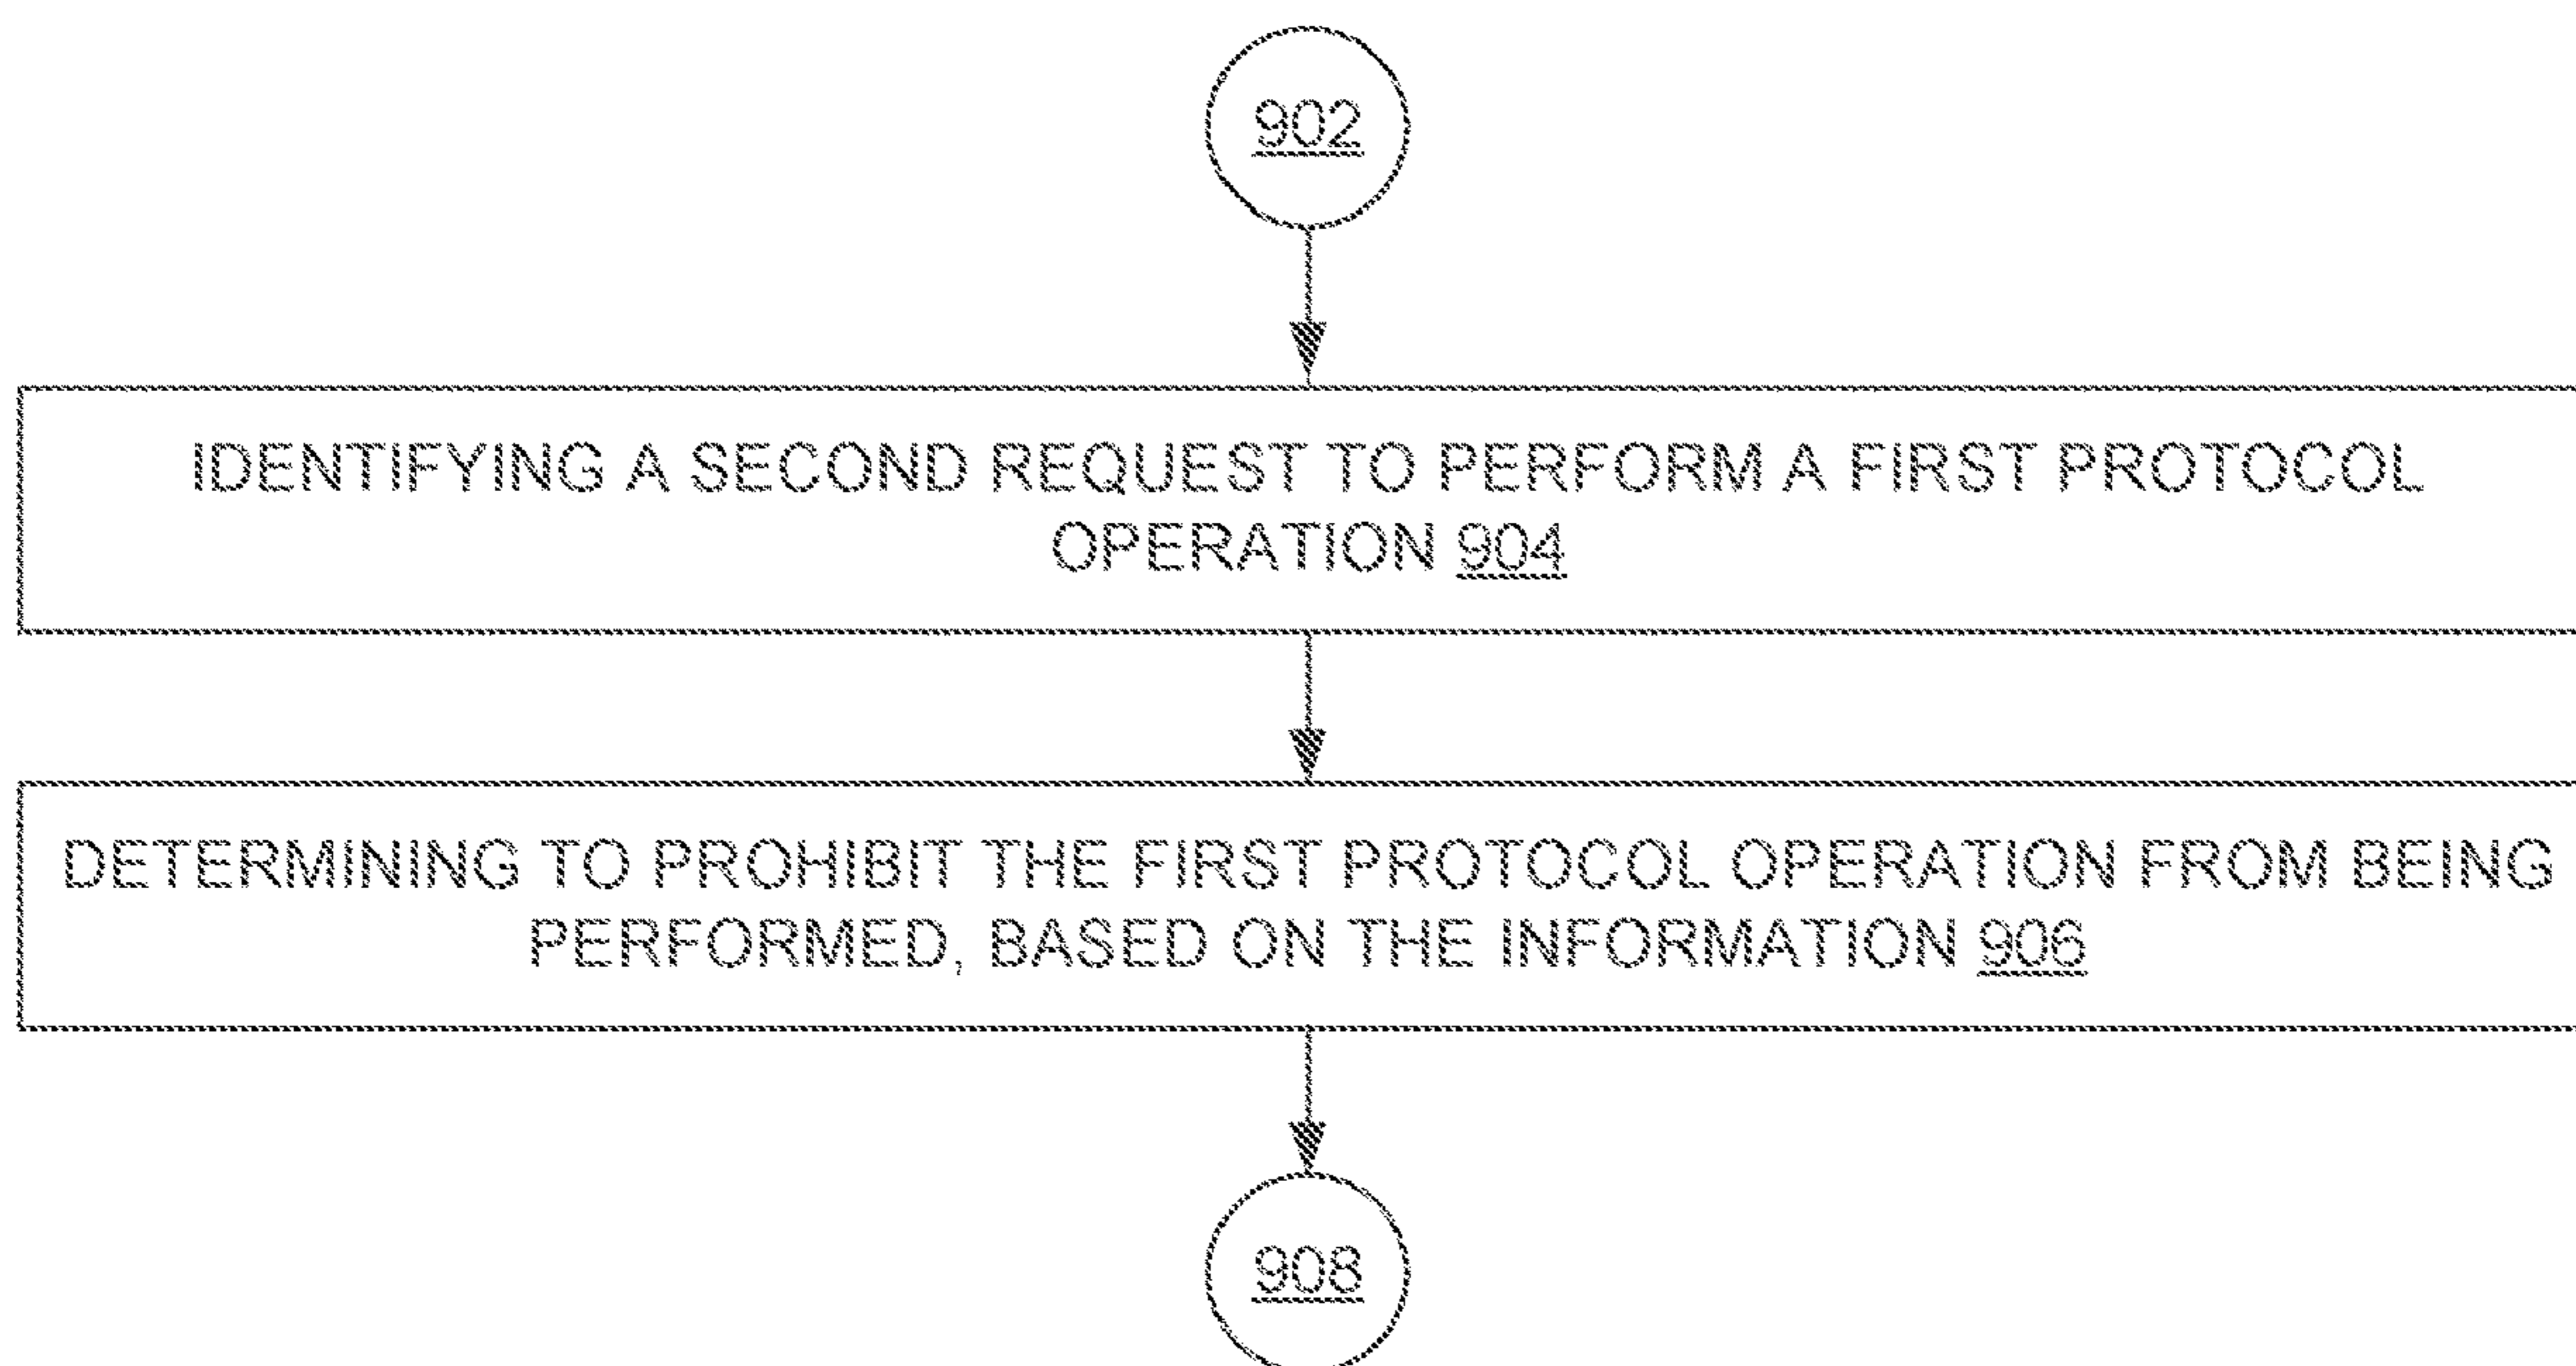 902
IDENTIFYING A SECOND REQUEST TO PERFORM A FIRST PROTOCOL
OPERATION 904
DETERMINING TO PROHIBIT THE FIRST PROTOCOL OPERATION FROM BEING
PERFORMED, BASED ON THE INFORMATION 906
908